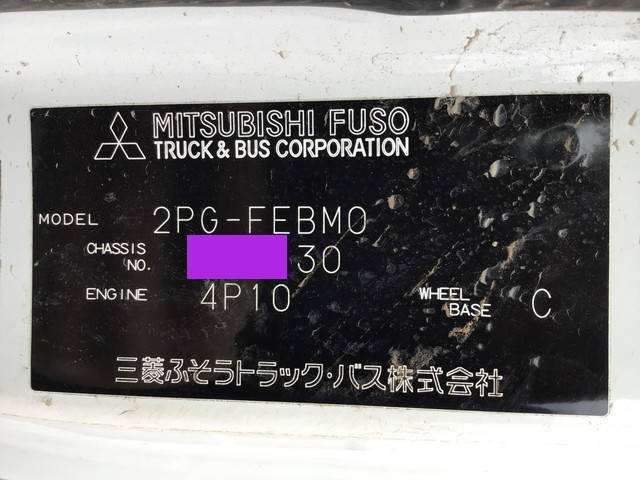 MITSUBISHI FUSO
TRUCK & BUS CORPORATION
MODEL 2PG-FEBM0
CHASSIS NO. 30
ENGINE 4P10
WHEEL BASE C
三菱ふそうトラック・バス株式会社